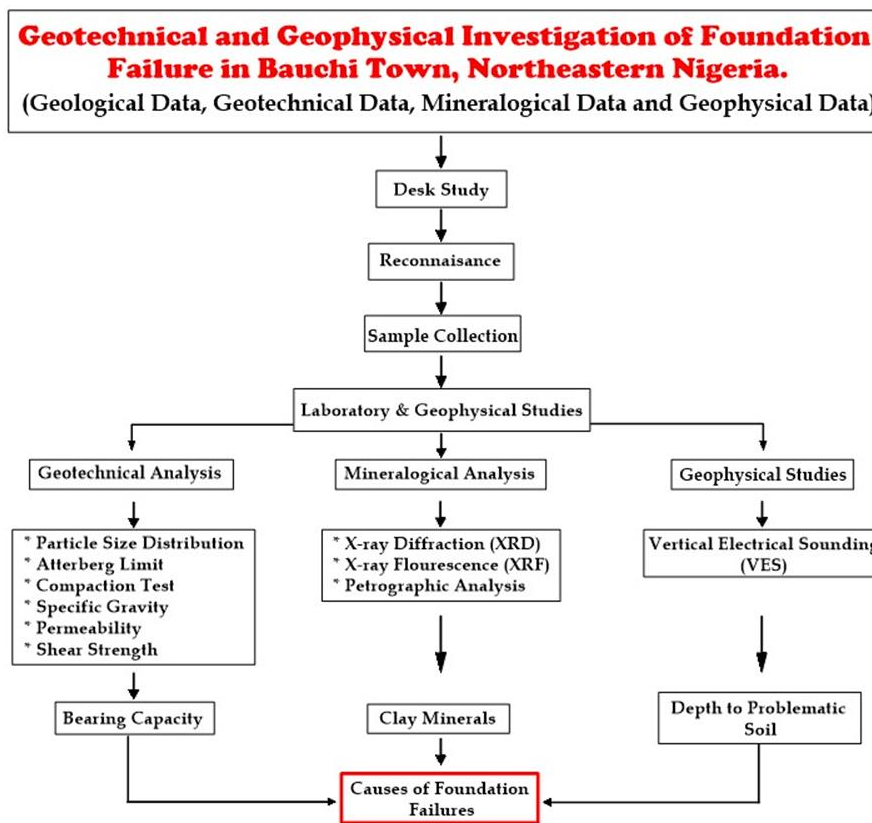 Geotechnical and Geophysical Investigation of Foundation
Failure in Bauchi Town, Northeastern Nigeria.
(Geological Data, Geotechnical Data, Mineralogical Data and Geophysical Data)
Desk Study
Reconnaisance
Sample Collection
Laboratory & Geophysical Studies
Geotechnical Analysis
Mineralogical Analysis
Geophysical Studies
* Particle Size Distribution
* Atterberg Limit
* Compaction Test
* Specific Gravity
* Permeability
* Shear Strength
* X-ray Diffraction (XRD)
* X-ray Flourescence (XRF)
* Petrographic Analysis
Vertical Electrical Sounding
(VES)
Bearing Capacity
Clay Minerals
Depth to Problematic
Soil
Causes of Foundation
Failures